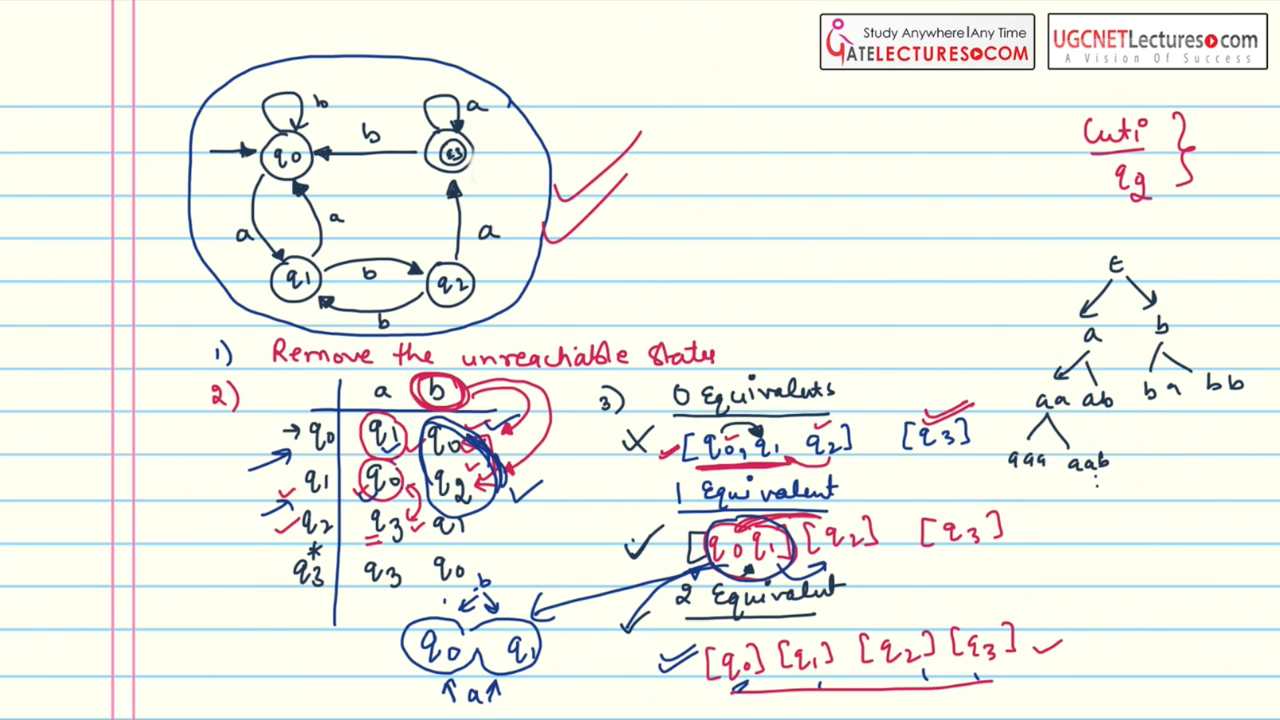 Study Anywhere|Any Time
GATELECTURES.COM
UGCNETLectures.com
A Vision Of Success
b
a
q0
b
q3
a
a
a
q1
b
q2
b
qg
ε
a b
aa ab ba bb
aaa aab
1) Remove the unreachable States
2) a b
→q0 q1 q0
q1 q0 q2
q2 q3 q1
*
q3 q3 q0
b
q0 q1
a
3) 0 Equivalents
[q0, q1 q2] [q3]
1 Equivalent
[q0 q1] [q2] [q3]
2 Equivalent
[q0] [q1] [q2] [q3]